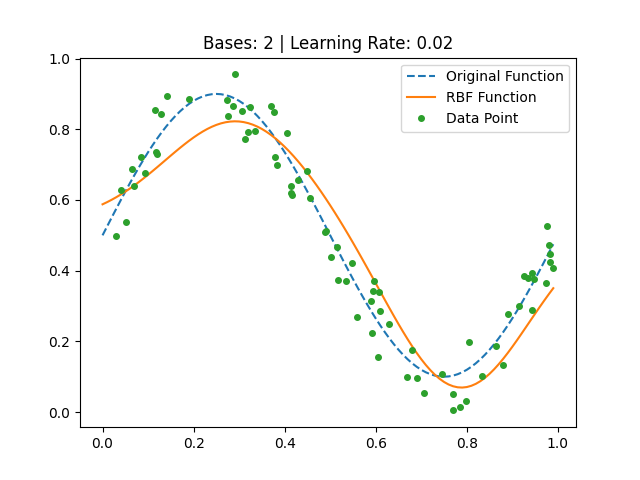 Bases: 2 | Learning Rate: 0.02
Original Function
RBF Function
Data Point
1.0
0.8
0.6
0.4
0.2
0.0
0.0 0.2 0.4 0.6 0.8 1.0